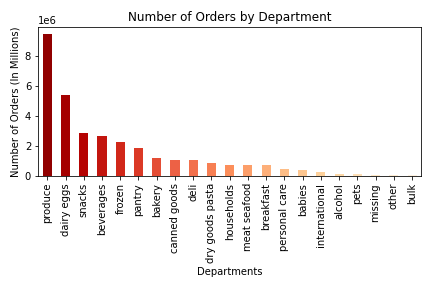 Number of Orders by Department
1e6
Number of Orders (In Millions)
8
6
4
2
0
produce
dairy eggs
snacks
beverages
frozen
pantry
bakery
canned goods
deli
dry goods pasta
households
meat seafood
breakfast
personal care
babies
international
alcohol
pets
missing
other
bulk
Departments